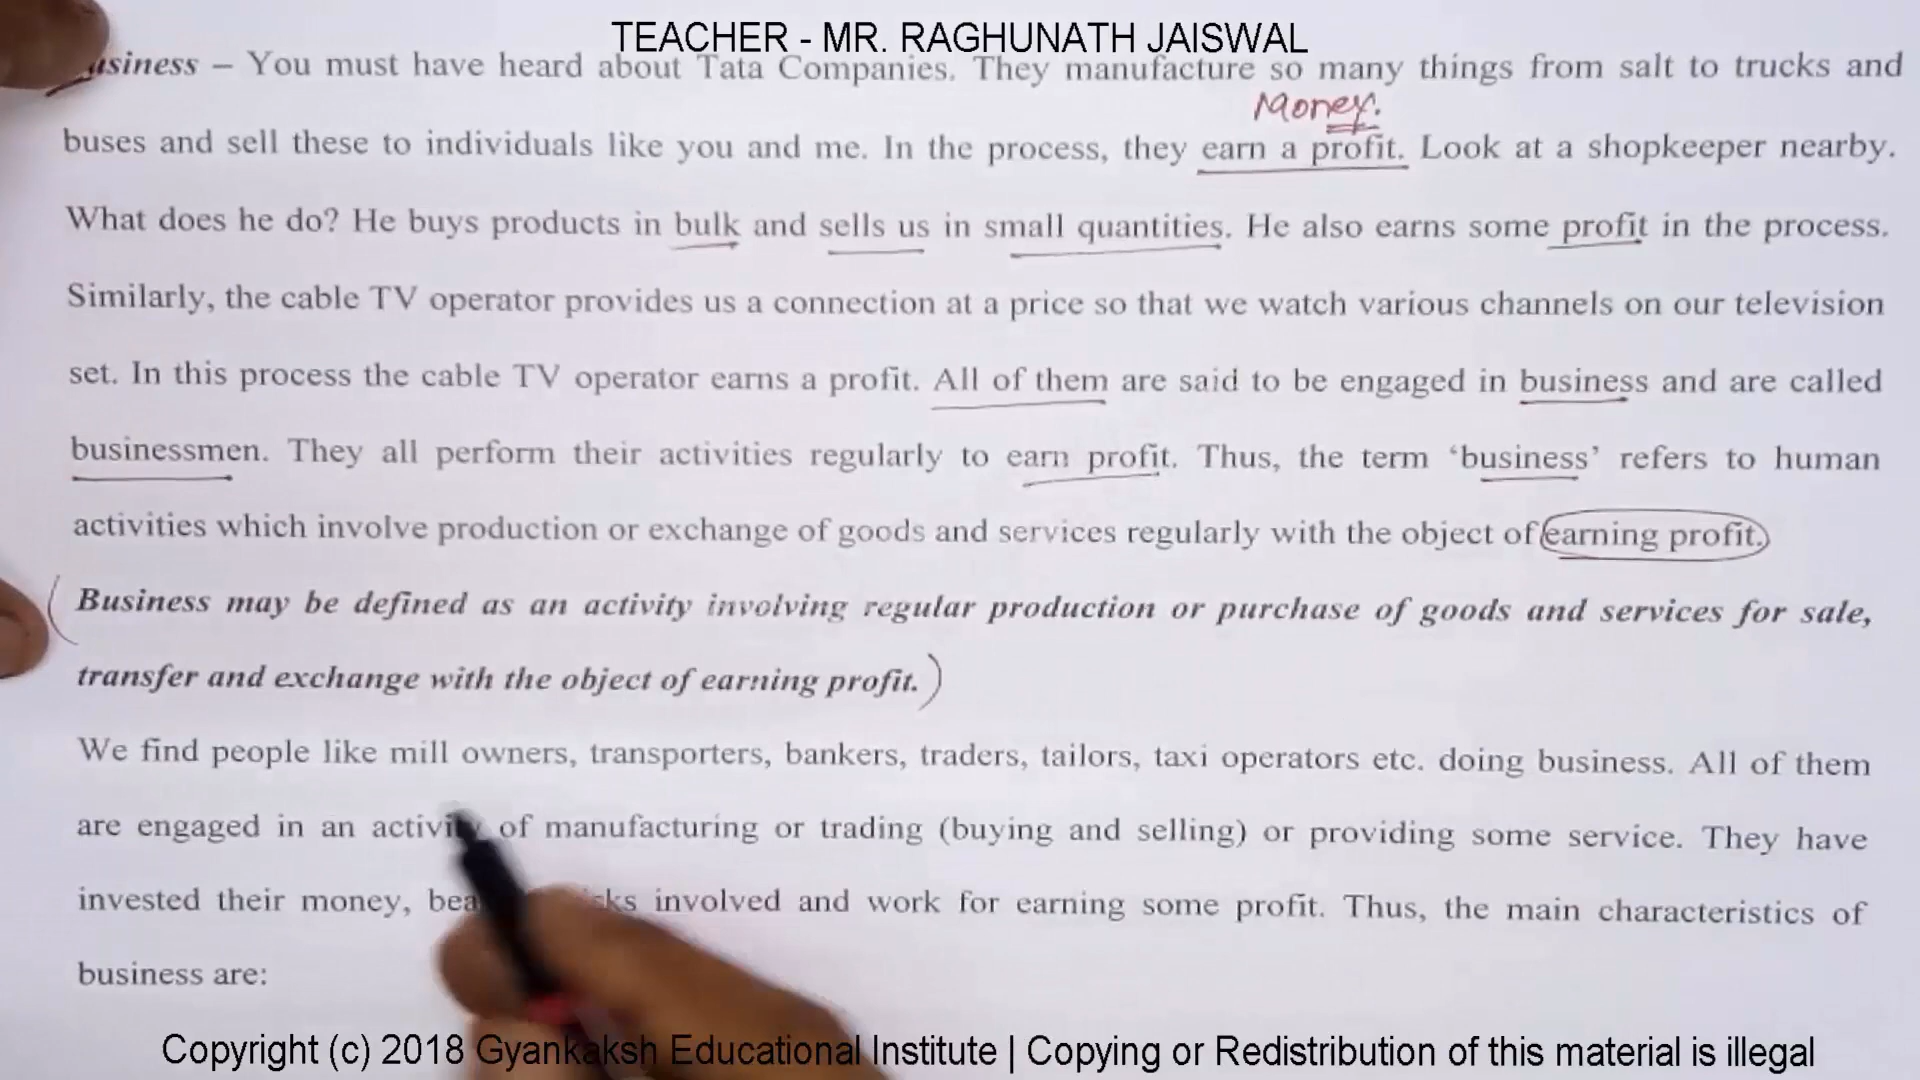 TEACHER - MR. RAGHUNATH JAISWAL
usiness – You must have heard about Tata Companies. They manufacture so many things from salt to trucks and
Money.
buses and sell these to individuals like you and me. In the process, they earn a profit. Look at a shopkeeper nearby.
What does he do? He buys products in bulk and sells us in small quantities. He also earns some profit in the process.
Similarly, the cable TV operator provides us a connection at a price so that we watch various channels on our television
set. In this process the cable TV operator earns a profit. All of them are said to be engaged in business and are called
businessmen. They all perform their activities regularly to earn profit. Thus, the term ‘business’ refers to human
activities which involve production or exchange of goods and services regularly with the object of earning profit.
(Business may be defined as an activity involving regular production or purchase of goods and services for sale,
transfer and exchange with the object of earning profit.)
We find people like mill owners, transporters, bankers, traders, tailors, taxi operators etc. doing business. All of them
are engaged in an activity of manufacturing or trading (buying and selling) or providing some service. They have
invested their money, involved and work for earning some profit. Thus, the main characteristics of
business are:
Copyright (c) 2018 Gyankaksh Educational Institute | Copying or Redistribution of this material is illegal